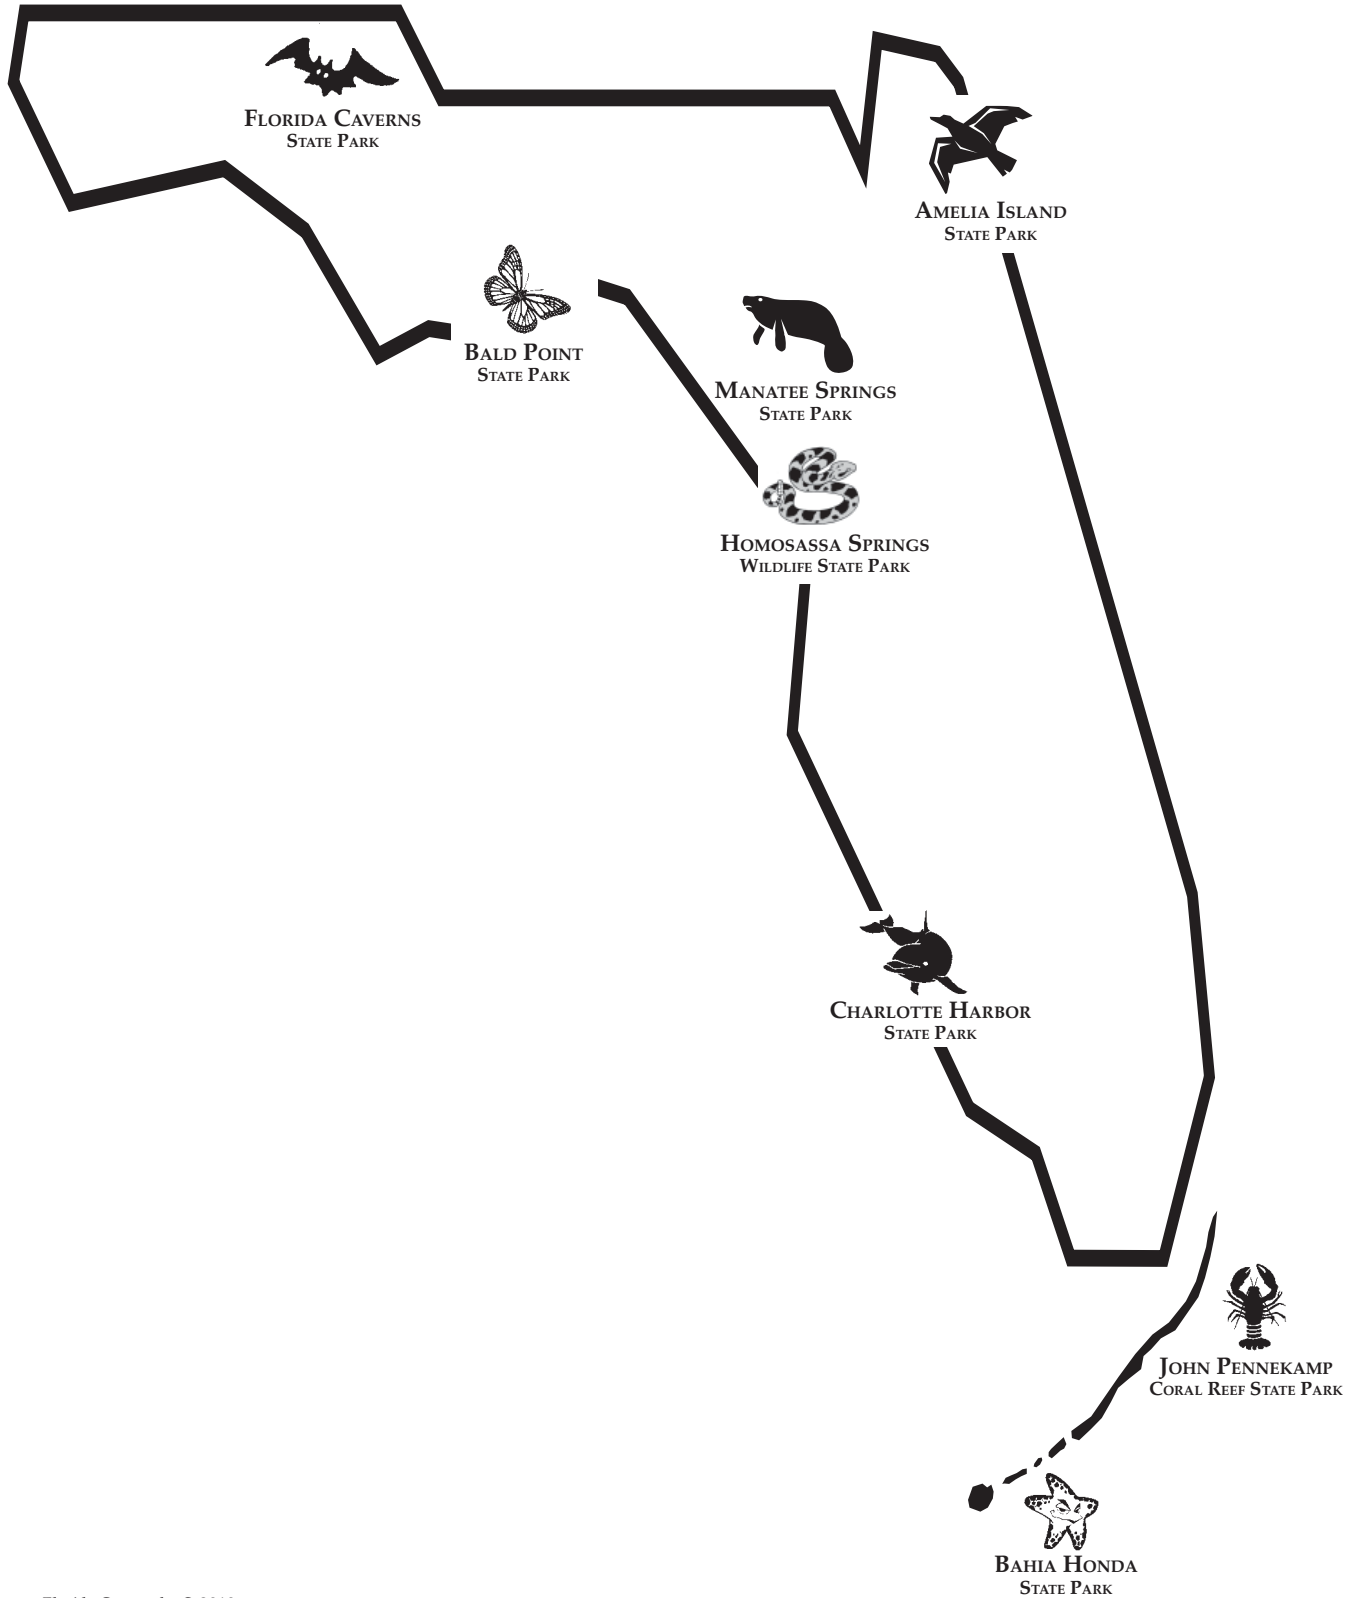 Florida Caverns
State Park
Amelia Island
State Park
Bald Point
State Park
Manatee Springs
State Park
Homosassa Springs
Wildlife State Park
Charlotte Harbor
State Park
John Pennekamp
Coral Reef State Park
Bahia Honda
State Park